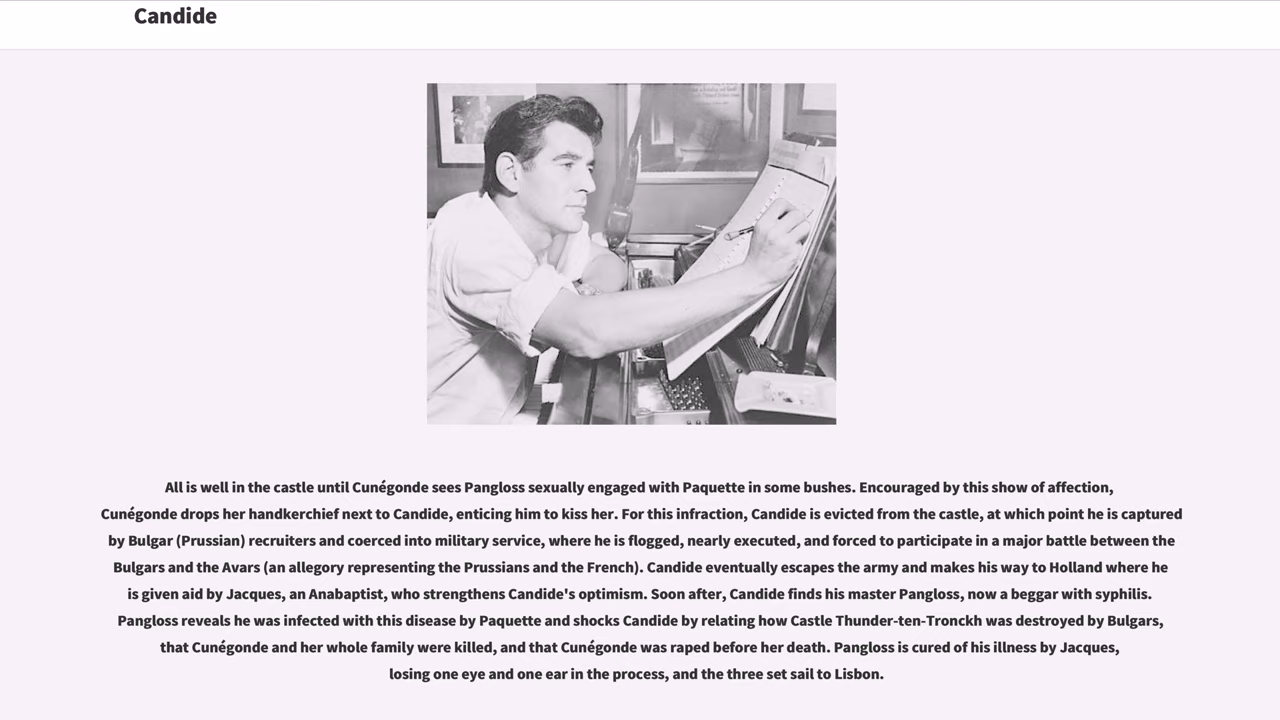 Candide
All is well in the castle until Cunégonde sees Pangloss sexually engaged with Paquette in some bushes. Encouraged by this show of affection,
Cunégonde drops her handkerchief next to Candide, enticing him to kiss her. For this infraction, Candide is evicted from the castle, at which point he is captured
by Bulgar (Prussian) recruiters and coerced into military service, where he is flogged, nearly executed, and forced to participate in a major battle between the
Bulgars and the Avars (an allegory representing the Prussians and the French). Candide eventually escapes the army and makes his way to Holland where he
is given aid by Jacques, an Anabaptist, who strengthens Candide's optimism. Soon after, Candide finds his master Pangloss, now a beggar with syphilis.
Pangloss reveals he was infected with this disease by Paquette and shocks Candide by relating how Castle Thunder-ten-Tronckh was destroyed by Bulgars,
that Cunégonde and her whole family were killed, and that Cunégonde was raped before her death. Pangloss is cured of his illness by Jacques,
losing one eye and one ear in the process, and the three set sail to Lisbon.